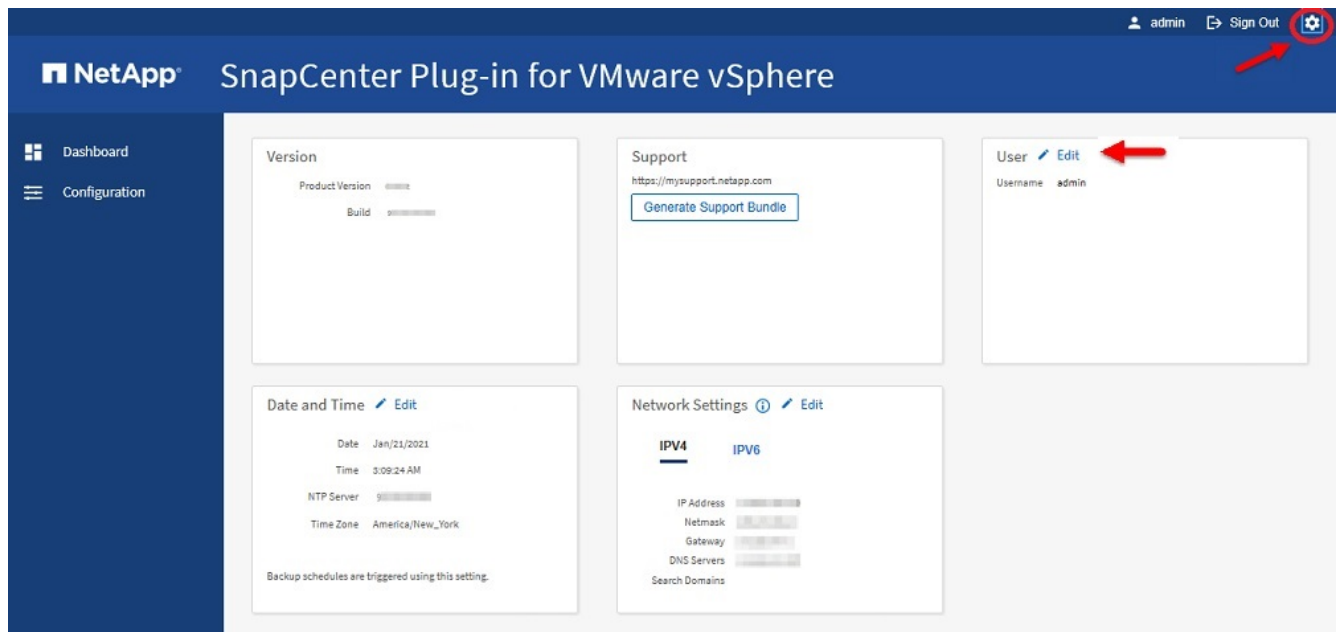 admin Sign Out
NetApp®
SnapCenter Plug-in for VMware vSphere
Dashboard
Configuration
Version
Product Version
Build
Support
https://mysupport.netapp.com
Generate Support Bundle
User Edit
Username admin
Date and Time Edit
Date Jan/21/2021
Time 3:09:24 AM
NTP Server
Time Zone America/New_York
Backup schedules are triggered using this setting.
Network Settings Edit
IPV4 IPV6
IP Address
Netmask
Gateway
DNS Servers
Search Domains